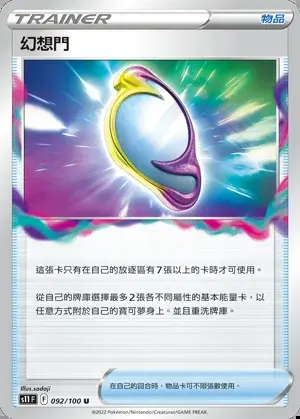 TRAINER
物品
幻想門
這張卡只有在自己的放逐區有7張以上的卡時才可使用。
從自己的牌庫選擇最多2張各不同屬性的基本能量卡，以
任意方式附於自己的寶可夢身上。並且重洗牌庫。
Illus.sadaji
s11 F F 092/100 U
在自己的回合時，物品卡可不限張數使用。
©2022 Pokémon/Nintendo/Creatures/GAME FREAK.